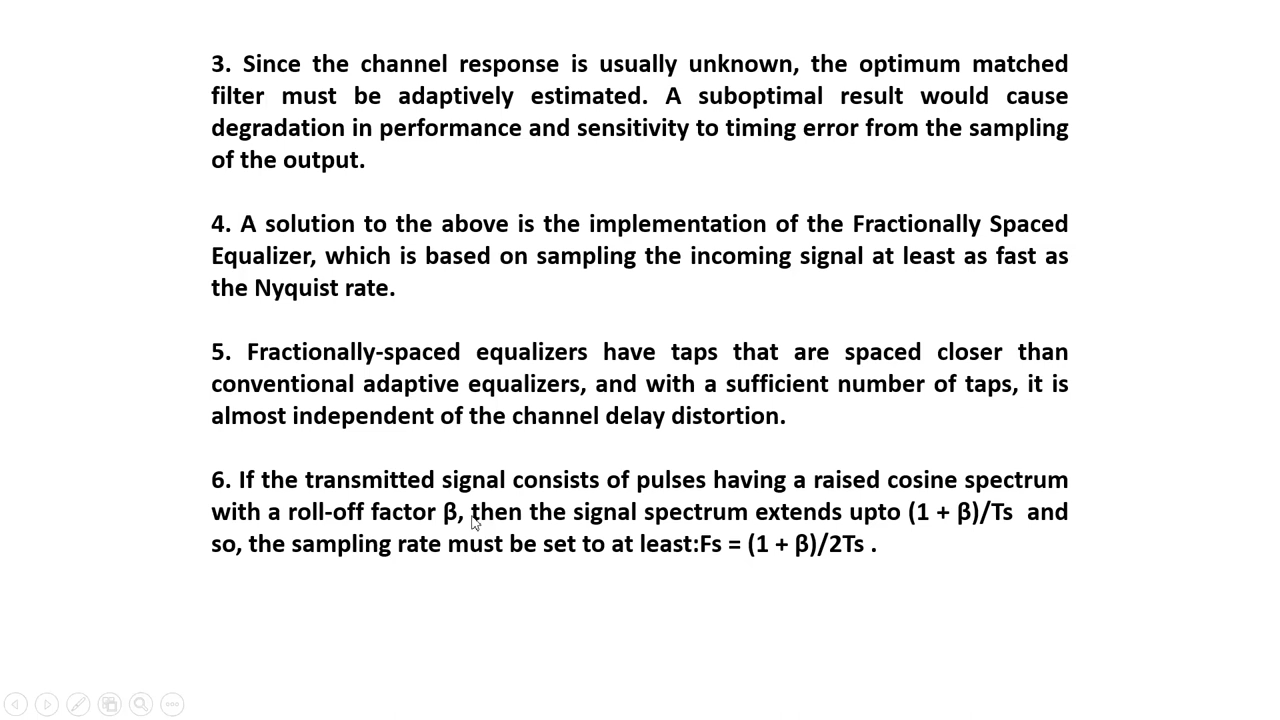 3. Since the channel response is usually unknown, the optimum matched
filter must be adaptively estimated. A suboptimal result would cause
degradation in performance and sensitivity to timing error from the sampling
of the output.
4. A solution to the above is the implementation of the Fractionally Spaced
Equalizer, which is based on sampling the incoming signal at least as fast as
the Nyquist rate.
5. Fractionally-spaced equalizers have taps that are spaced closer than
conventional adaptive equalizers, and with a sufficient number of taps, it is
almost independent of the channel delay distortion.
6. If the transmitted signal consists of pulses having a raised cosine spectrum
with a roll-off factor β, then the signal spectrum extends upto (1 + β)/Ts and
so, the sampling rate must be set to at least:Fs = (1 + β)/2Ts .